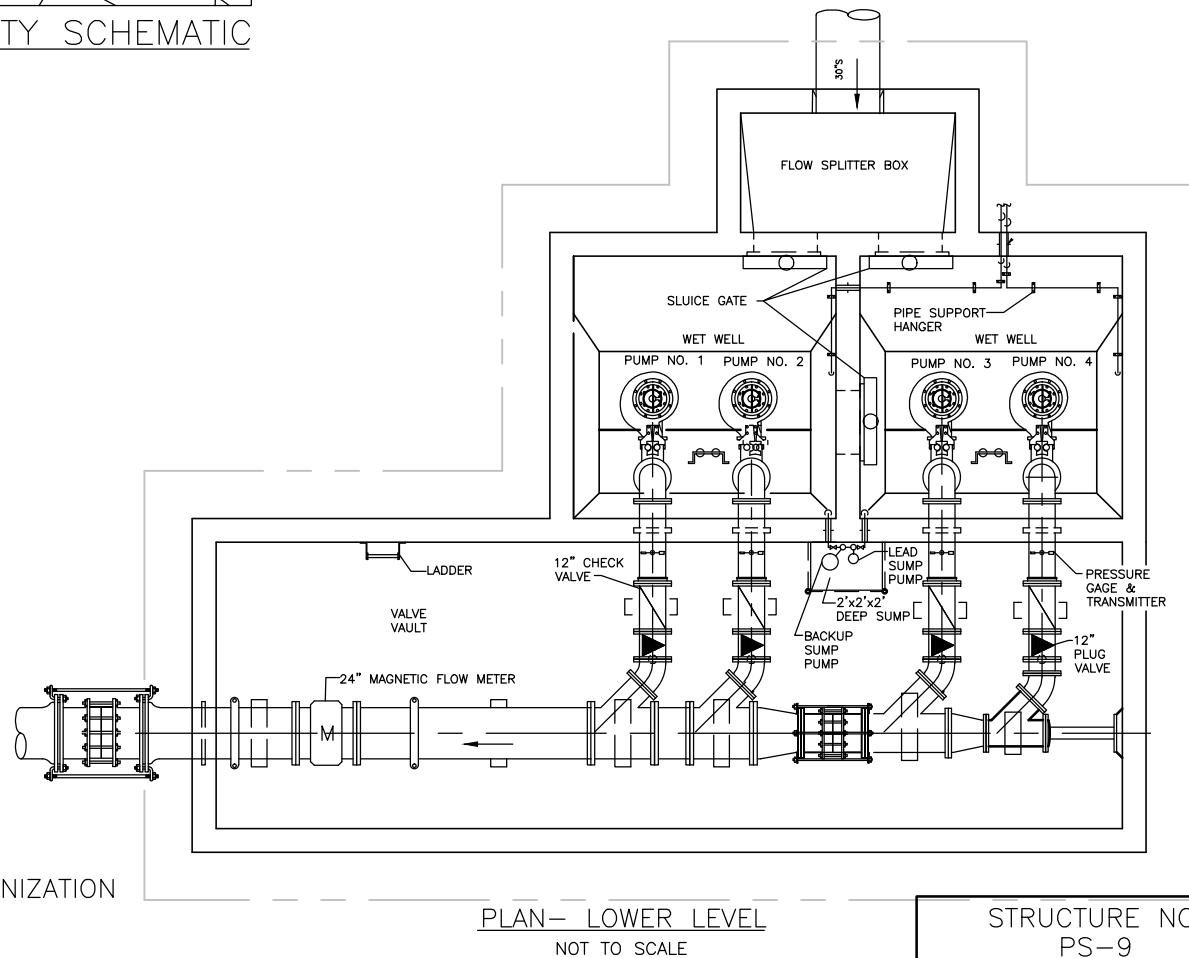 TY SCHEMATIC
30"S
FLOW SPLITTER BOX
SLUICE GATE
PIPE SUPPORT
HANGER
WET WELL
WET WELL
PUMP NO. 1
PUMP NO. 2
PUMP NO. 3
PUMP NO. 4
LADDER
12" CHECK
VALVE
LEAD
SUMP
PUMP
PRESSURE
GAGE &
TRANSMITTER
2'x2'x2'
DEEP SUMP
VALVE
VAULT
BACKUP
SUMP
PUMP
12"
PLUG
VALVE
24" MAGNETIC FLOW METER
M
NIZATION
PLAN- LOWER LEVEL
NOT TO SCALE
STRUCTURE NO
PS-9